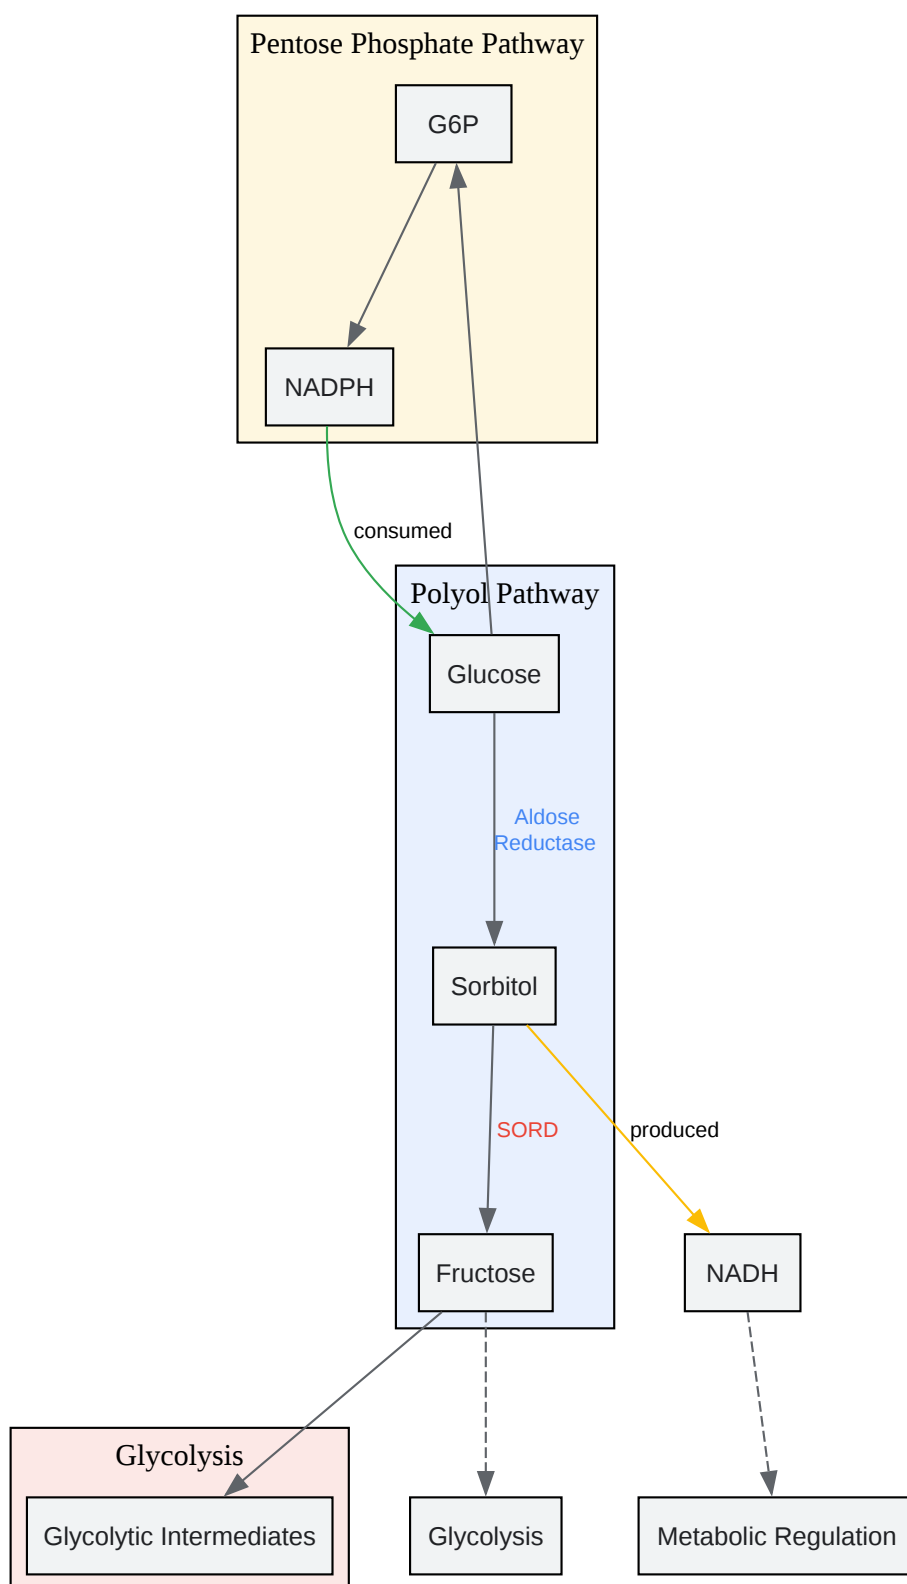 Pentose Phosphate Pathway
G6P
NADPH
consumed
Polyol Pathway
Glucose
Aldose
Reductase
Sorbitol
SORD
produced
Fructose
NADH
Glycolysis
Glycolytic Intermediates
Glycolysis
Metabolic Regulation